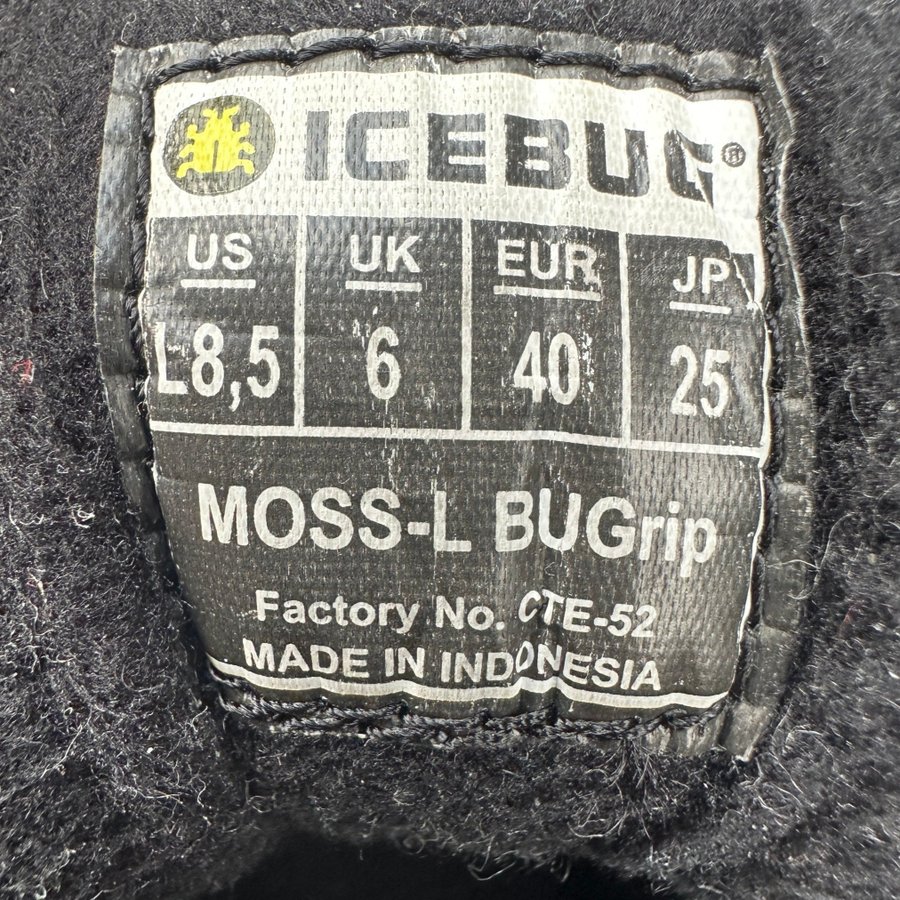 ICEBUG®
US UK EUR JP
L8,5 6 40 25
MOSS-L BUGrip
Factory No. CTE-52
MADE IN INDONESIA